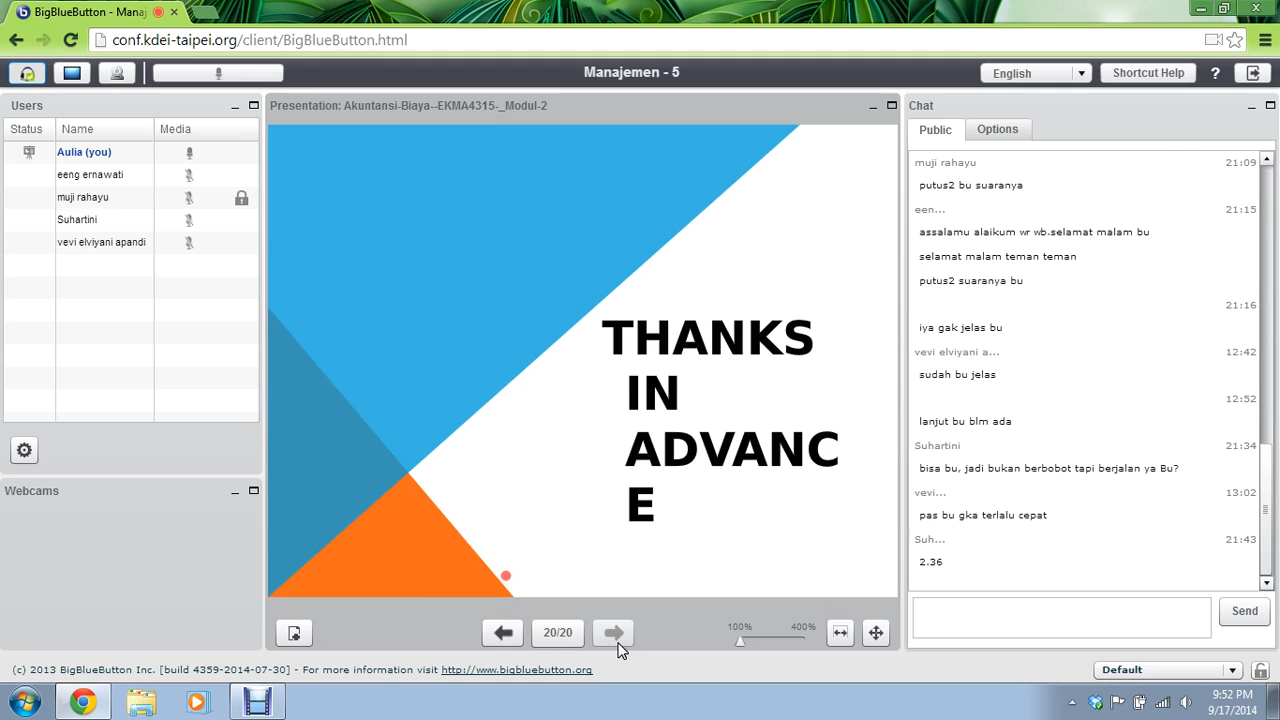 BigBlueButton - Manaj
conf.kdei-taipei.org/client/BigBlueButton.html
Manajemen - 5
English
Shortcut Help
?
Users
Status Name Media
Aulia (you)
eeng ernawati
muji rahayu
Suhartini
vevi elviyani apandi
Webcams
Presentation: Akuntansi-Biaya--EKMA4315-_Modul-2
THANKS
IN
ADVANC
E
20/20
100% 400%
Chat
Public Options
muji rahayu 21:09
putus2 bu suaranya
een... 21:15
assalamu alaikum wr wb.selamat malam bu
selamat malam teman teman
putus2 suaranya bu
21:16
iya gak jelas bu
vevi elviyani a... 12:42
sudah bu jelas
12:52
lanjut bu blm ada
Suhartini 21:34
bisa bu, jadi bukan berbobot tapi berjalan ya Bu?
vevi... 13:02
pas bu gka terlalu cepat
Suh... 21:43
2.36
Send
(c) 2013 BigBlueButton Inc. [build 4359-2014-07-30] - For more information visit http://www.bigbluebutton.org
Default
9:52 PM
9/17/2014